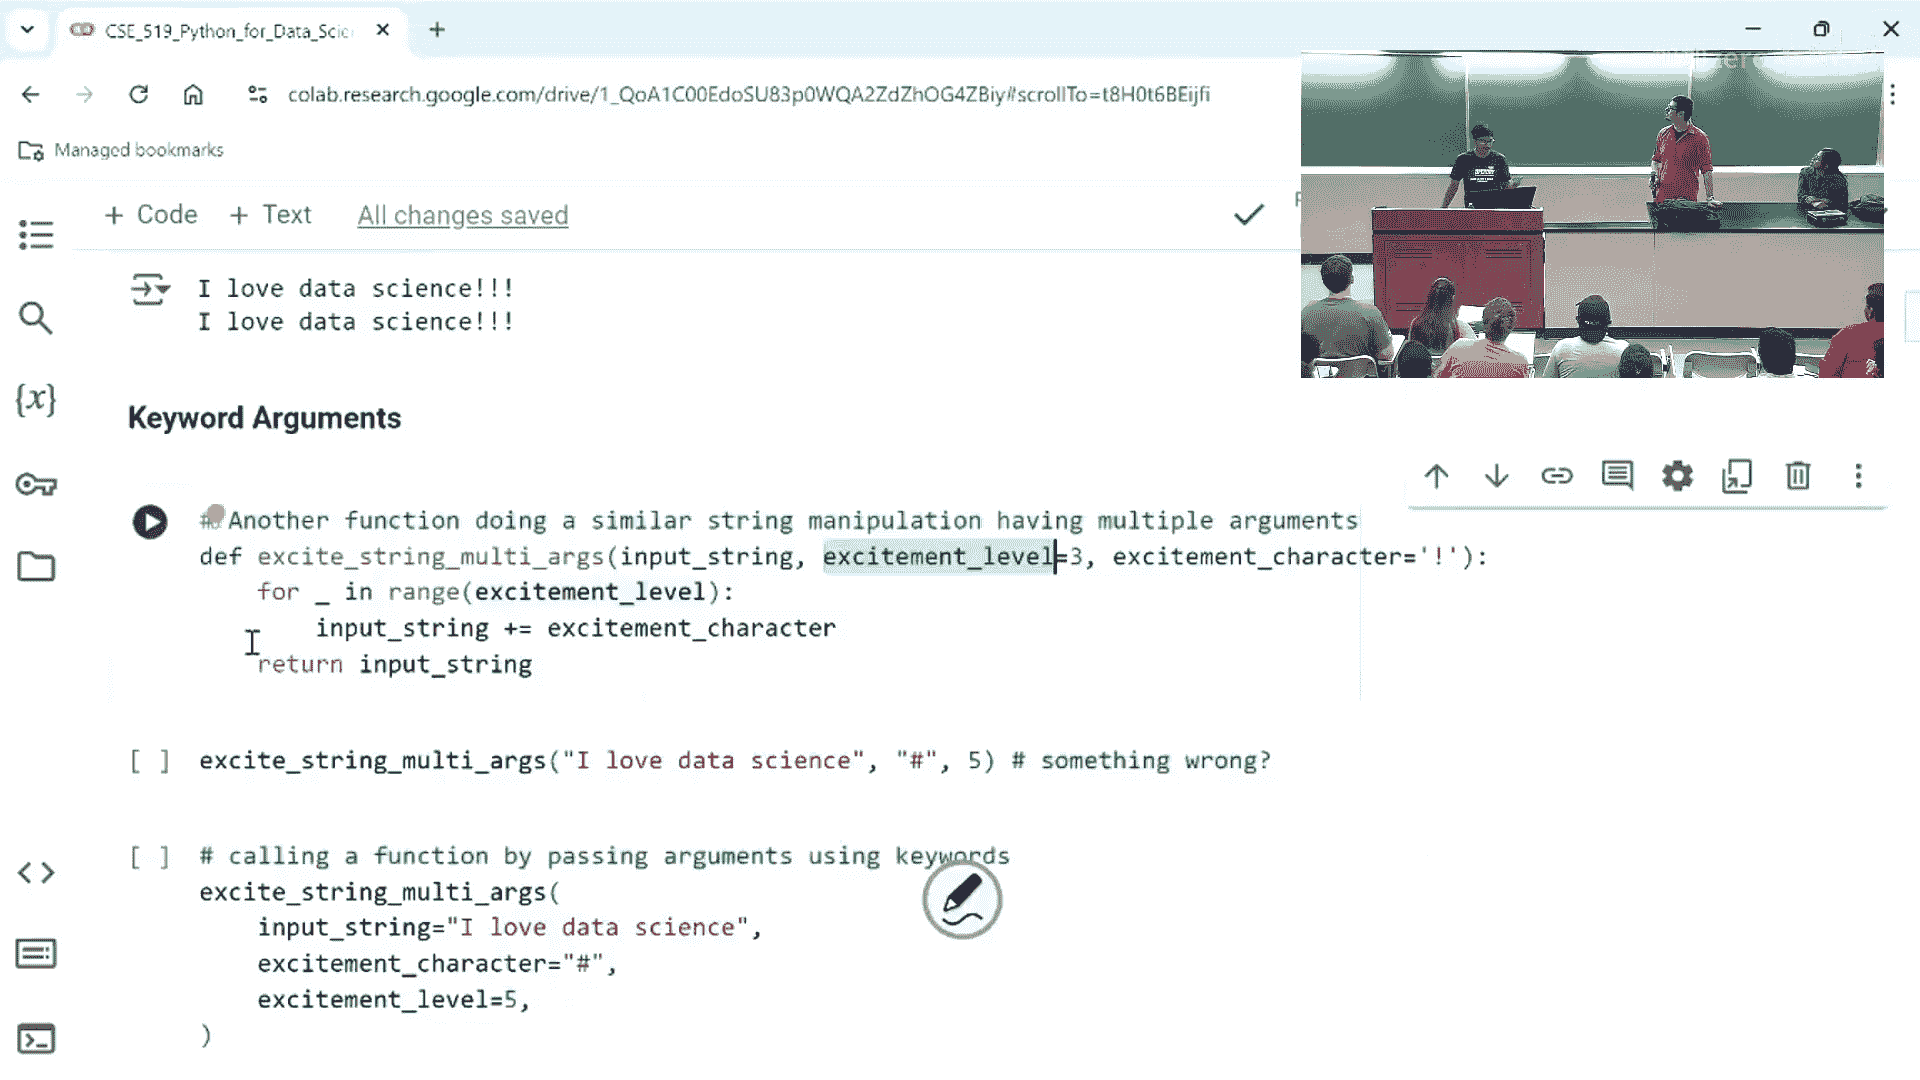 CSE_519_Python_for_Data_Scie
colab.research.google.com/drive/1_QoA1C00EdoSU83p0WQA2ZdZhOG4ZBiy#scrollTo=t8H0t6BEijfi
Managed bookmarks
+ Code + Text All changes saved
I love data science!!!
I love data science!!!
Keyword Arguments
# Another function doing a similar string manipulation having multiple arguments
def excite_string_multi_args(input_string, excitement_level=3, excitement_character='!'):
for _ in range(excitement_level):
input_string += excitement_character
return input_string
[ ] excite_string_multi_args("I love data science", "#", 5) # something wrong?
[ ] # calling a function by passing arguments using keywords
excite_string_multi_args(
input_string="I love data science",
excitement_character="#",
excitement_level=5,
)